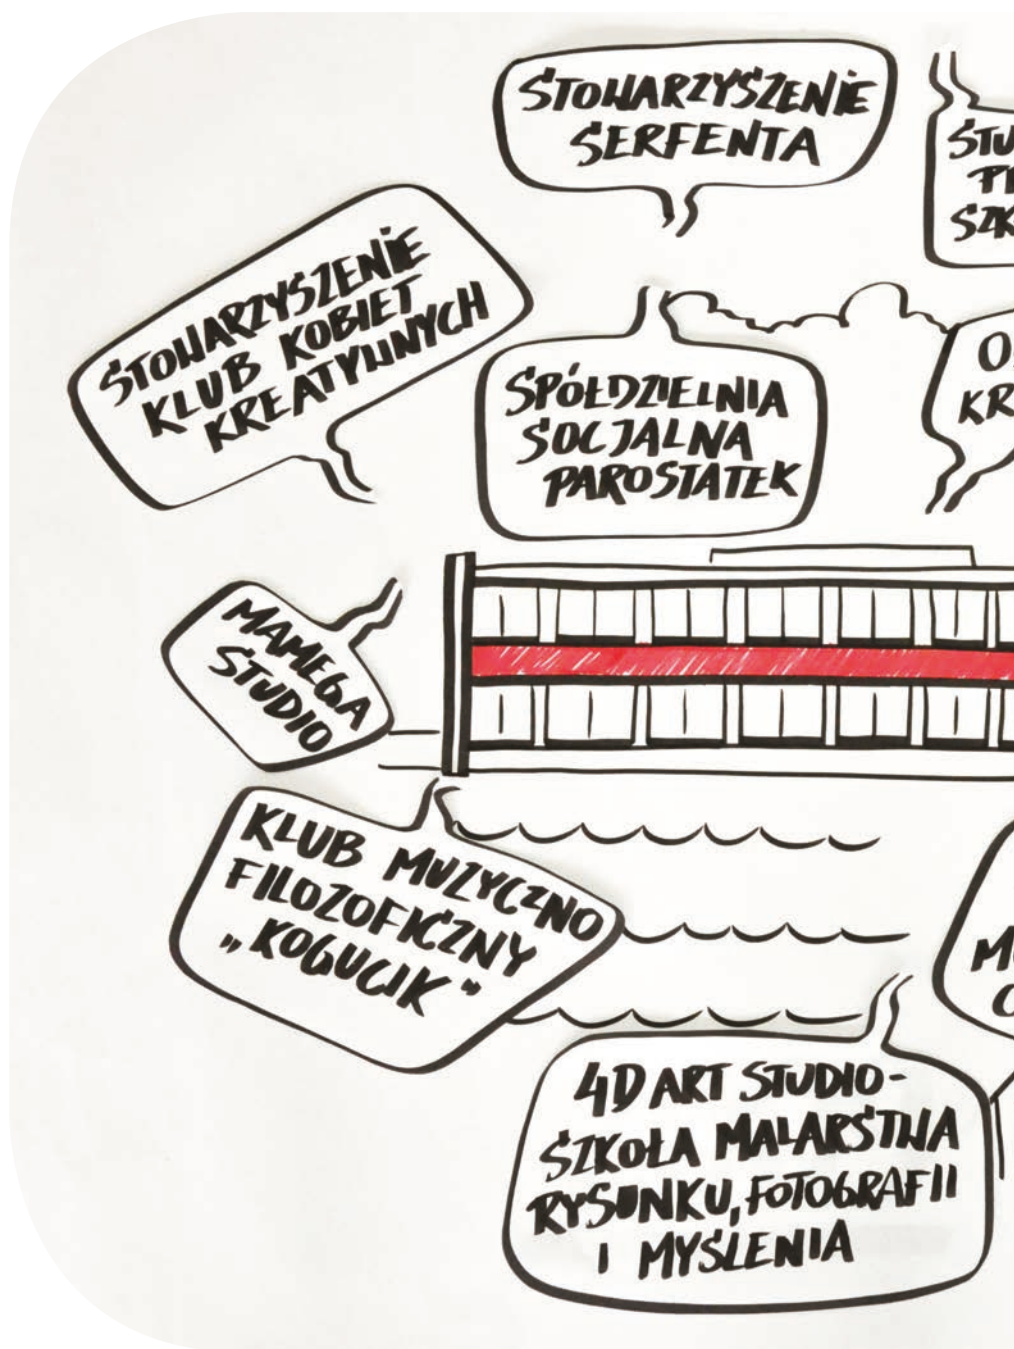 STOWARZYSZENIE
SERFENTA
STOWARZYSZENIE
KLUB KOBIET
KREATYWNYCH
SPÓŁDZIELNIA
SOCJALNA
PAROSTATEK
MAMEGA
STUDIO
KLUB MUZYCZNO
FILOZOFICZNY
„KOGUCIK”
4D ART STUDIO-
SZKOŁA MALARSTWA
RYSUNKU, FOTOGRAFII
I MYŚLENIA